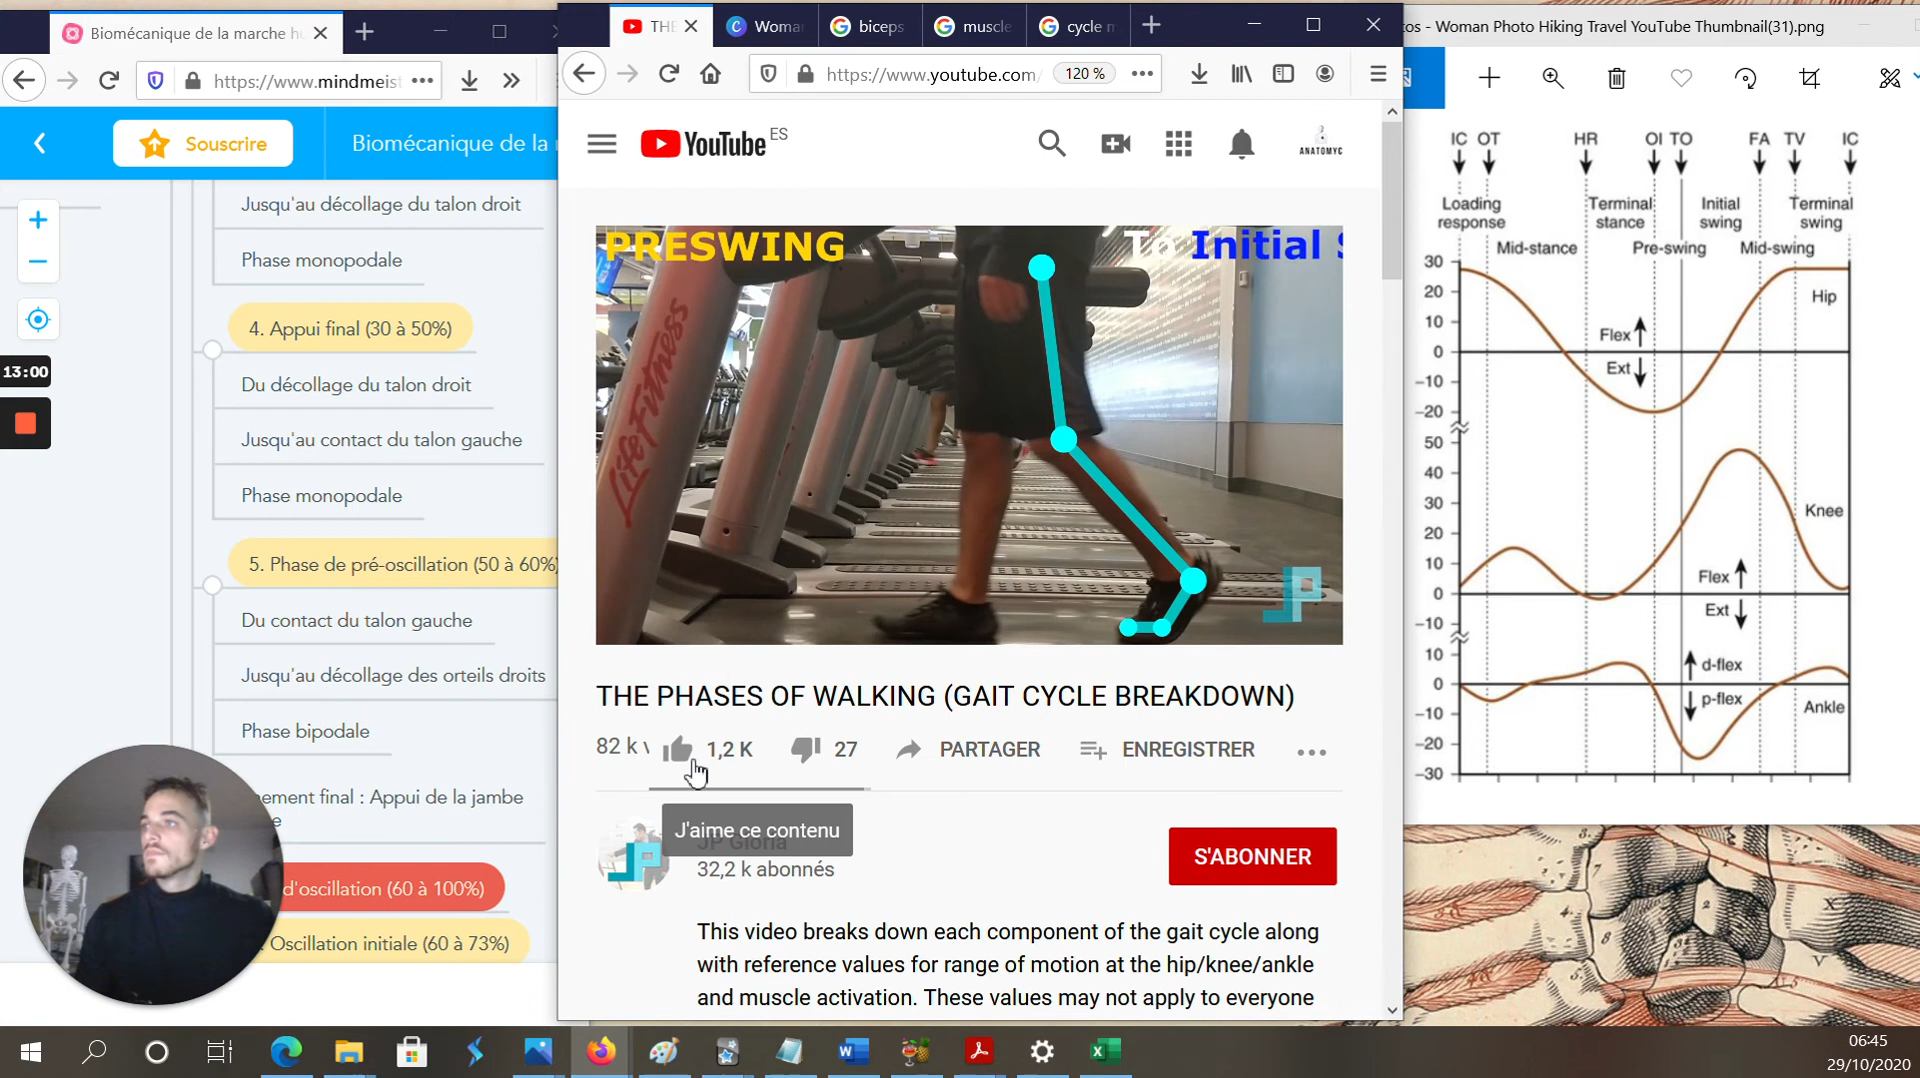 Biomécanique de la marche hu
https://www.mindmeist
Souscrire
Biomécanique de la
Jusqu'au décollage du talon droit
Phase monopodale
4. Appui final (30 à 50%)
Du décollage du talon droit
Jusqu'au contact du talon gauche
Phase monopodale
5. Phase de pré-oscillation (50 à 60%)
Du contact du talon gauche
Jusqu'au décollage des orteils droits
Phase bipodale
nement final : Appui de la jambe
e
d'oscillation (60 à 100%)
Oscillation initiale (60 à 73%)
13:00
THE
Woman
biceps
muscle
cycle m
https://www.youtube.com/
120 %
YouTube ES
ANATOMYC
PRESWING
To Initial S
Life Fitness
JP
THE PHASES OF WALKING (GAIT CYCLE BREAKDOWN)
82 k v
1,2 K
27
PARTAGER
ENREGISTRER
J'aime ce contenu
JP Gloria
32,2 k abonnés
S'ABONNER
This video breaks down each component of the gait cycle along
with reference values for range of motion at the hip/knee/ankle
and muscle activation. These values may not apply to everyone
tos - Woman Photo Hiking Travel YouTube Thumbnail(31).png
IC OT HR OI TO FA TV IC
Loading response
Terminal stance
Initial swing
Terminal swing
Mid-stance
Pre-swing
Mid-swing
30
20
10
0
-10
-20
Hip
Flex
Ext
50
40
30
20
10
0
-10
Knee
Flex
Ext
10
0
-10
-20
-30
d-flex
p-flex
Ankle
06:45
29/10/2020